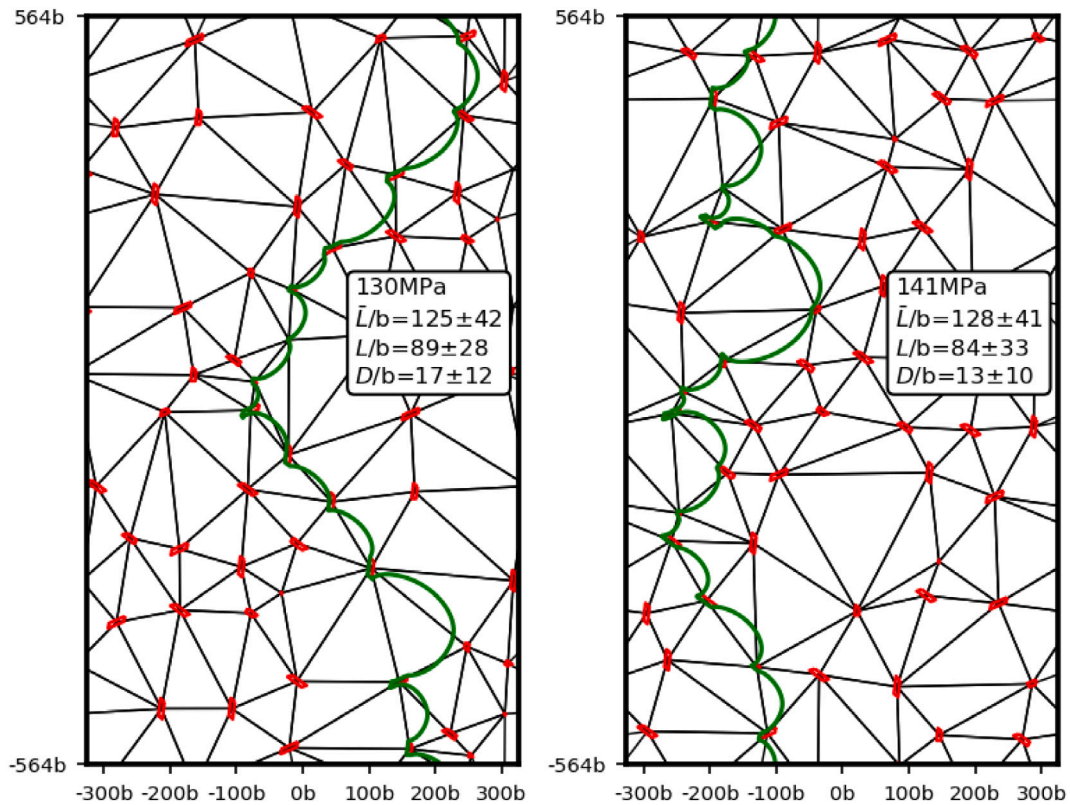 564b
130MPa
L̄/b=125±42
L/b=89±28
D/b=17±12
-564b
-300b -200b -100b 0b 100b 200b 300b
564b
141MPa
L̄/b=128±41
L/b=84±33
D/b=13±10
-564b
-300b -200b -100b 0b 100b 200b 300b